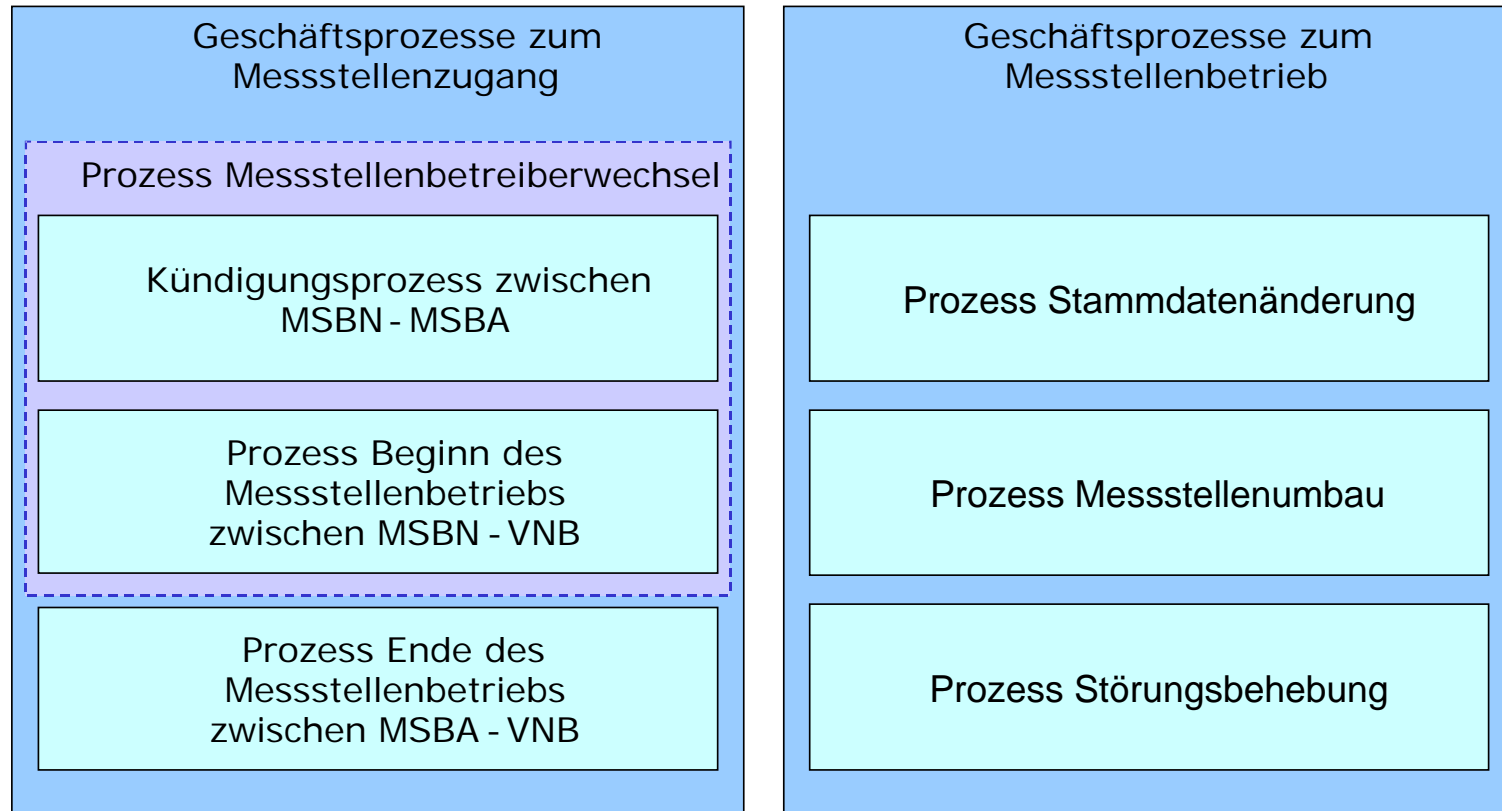 Geschäftsprozesse zum
Messstellenzugang
Prozess Messstellenbetreiberwechsel
Kündigungsprozess zwischen
MSBN - MSBA
Prozess Beginn des
Messstellenbetriebs
zwischen MSBN - VNB
Prozess Ende des
Messstellenbetriebs
zwischen MSBA - VNB
Geschäftsprozesse zum
Messstellenbetrieb
Prozess Stammdatenänderung
Prozess Messstellenumbau
Prozess Störungsbehebung